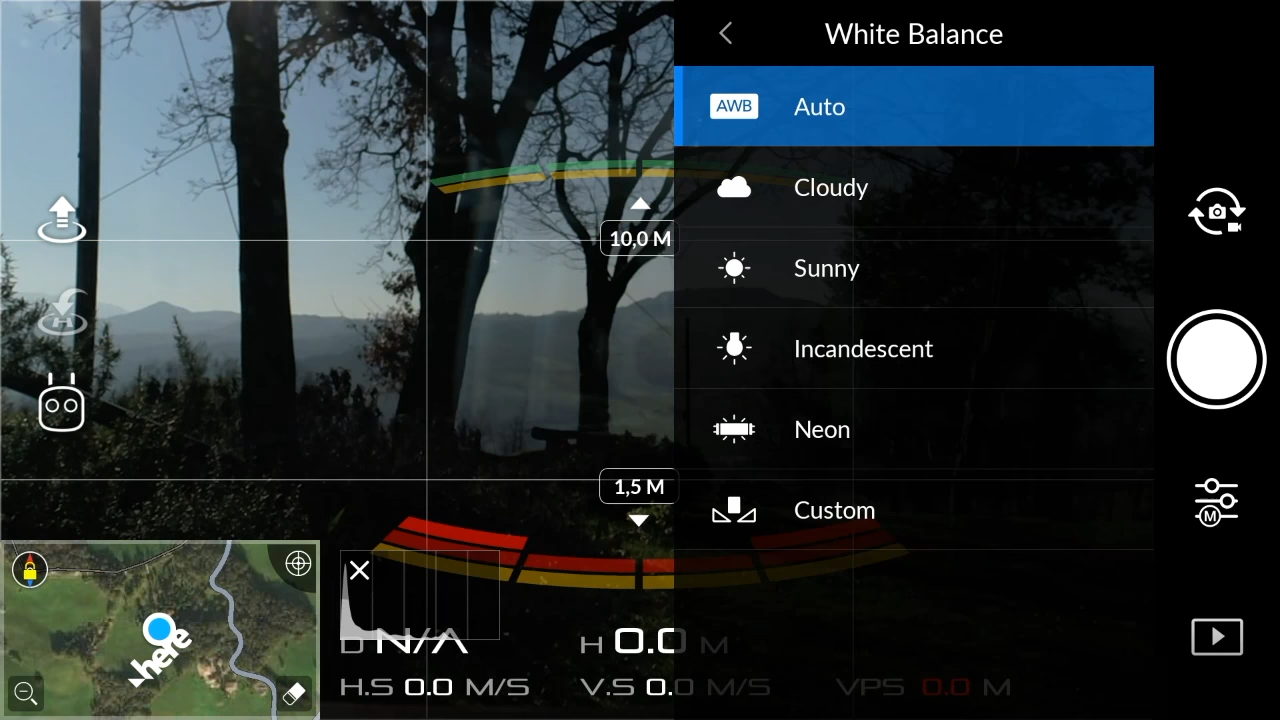 White Balance
AWB Auto
Cloudy
Sunny
10,0 M
Incandescent
Neon
1,5 M
Custom
M
here
D N/A H 0.0 M
H.S 0.0 M/S V.S 0.0 M/S VPS 0.0 M
H